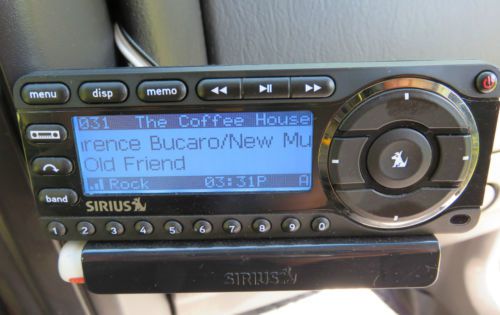 menu disp memo
031 The Coffee House
rence Bucaro/New Mu
Old Friend
Rock 03:31P A
band
SIRIUS
1 2 3 4 5 6 7 8 9 0
SIRIUS